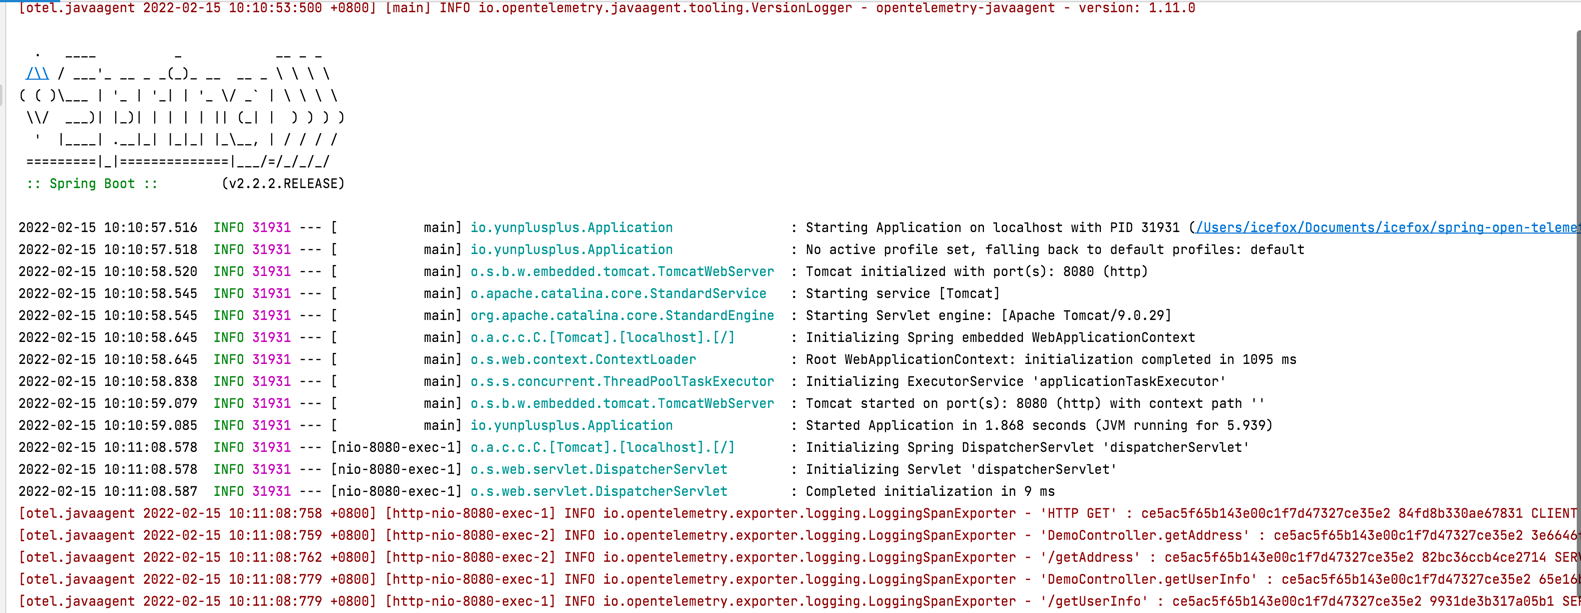 [otel.javaagent 2022-02-15 10:10:53:500 +0800] [main] INFO io.opentelemetry.javaagent.tooling.VersionLogger - opentelemetry-javaagent - version: 1.11.0
  .   ____          _            __ _ _
 /\\ / ___'_ __ _ _(_)_ __  __ _ \ \ \ \
( ( )\___ | '_ | '_| | '_ \/ _` | \ \ \ \
 \\/  ___)| |_)| | | | | || (_| |  ) ) ) )
  '  |____| .__|_| |_|_| |_\__, | / / / /
 =========|_|==============|___/=/_/_/_/
 :: Spring Boot ::        (v2.2.2.RELEASE)
2022-02-15 10:10:57.516  INFO 31931 --- [           main] io.yunplusplus.Application               : Starting Application on localhost with PID 31931 (/Users/icefox/Documents/icefox/spring-open-teleme
2022-02-15 10:10:57.518  INFO 31931 --- [           main] io.yunplusplus.Application               : No active profile set, falling back to default profiles: default
2022-02-15 10:10:58.520  INFO 31931 --- [           main] o.s.b.w.embedded.tomcat.TomcatWebServer  : Tomcat initialized with port(s): 8080 (http)
2022-02-15 10:10:58.545  INFO 31931 --- [           main] o.apache.catalina.core.StandardService   : Starting service [Tomcat]
2022-02-15 10:10:58.545  INFO 31931 --- [           main] org.apache.catalina.core.StandardEngine  : Starting Servlet engine: [Apache Tomcat/9.0.29]
2022-02-15 10:10:58.645  INFO 31931 --- [           main] o.a.c.c.C.[Tomcat].[localhost].[/]       : Initializing Spring embedded WebApplicationContext
2022-02-15 10:10:58.645  INFO 31931 --- [           main] o.s.web.context.ContextLoader            : Root WebApplicationContext: initialization completed in 1095 ms
2022-02-15 10:10:58.838  INFO 31931 --- [           main] o.s.s.concurrent.ThreadPoolTaskExecutor  : Initializing ExecutorService 'applicationTaskExecutor'
2022-02-15 10:10:59.079  INFO 31931 --- [           main] o.s.b.w.embedded.tomcat.TomcatWebServer  : Tomcat started on port(s): 8080 (http) with context path ''
2022-02-15 10:10:59.085  INFO 31931 --- [           main] io.yunplusplus.Application               : Started Application in 1.868 seconds (JVM running for 5.939)
2022-02-15 10:11:08.578  INFO 31931 --- [nio-8080-exec-1] o.a.c.c.C.[Tomcat].[localhost].[/]       : Initializing Spring DispatcherServlet 'dispatcherServlet'
2022-02-15 10:11:08.578  INFO 31931 --- [nio-8080-exec-1] o.s.web.servlet.DispatcherServlet        : Initializing Servlet 'dispatcherServlet'
2022-02-15 10:11:08.587  INFO 31931 --- [nio-8080-exec-1] o.s.web.servlet.DispatcherServlet        : Completed initialization in 9 ms
[otel.javaagent 2022-02-15 10:11:08:758 +0800] [http-nio-8080-exec-1] INFO io.opentelemetry.exporter.logging.LoggingSpanExporter - 'HTTP GET' : ce5ac5f65b143e00c1f7d47327ce35e2 84fd8b330ae67831 CLIENT
[otel.javaagent 2022-02-15 10:11:08:759 +0800] [http-nio-8080-exec-2] INFO io.opentelemetry.exporter.logging.LoggingSpanExporter - 'DemoController.getAddress' : ce5ac5f65b143e00c1f7d47327ce35e2 3e6646
[otel.javaagent 2022-02-15 10:11:08:762 +0800] [http-nio-8080-exec-2] INFO io.opentelemetry.exporter.logging.LoggingSpanExporter - '/getAddress' : ce5ac5f65b143e00c1f7d47327ce35e2 82bc36ccb4ce2714 SER
[otel.javaagent 2022-02-15 10:11:08:779 +0800] [http-nio-8080-exec-1] INFO io.opentelemetry.exporter.logging.LoggingSpanExporter - 'DemoController.getUserInfo' : ce5ac5f65b143e00c1f7d47327ce35e2 65e16
[otel.javaagent 2022-02-15 10:11:08:779 +0800] [http-nio-8080-exec-1] INFO io.opentelemetry.exporter.logging.LoggingSpanExporter - '/getUserInfo' : ce5ac5f65b143e00c1f7d47327ce35e2 9931de3b317a05b1 SE